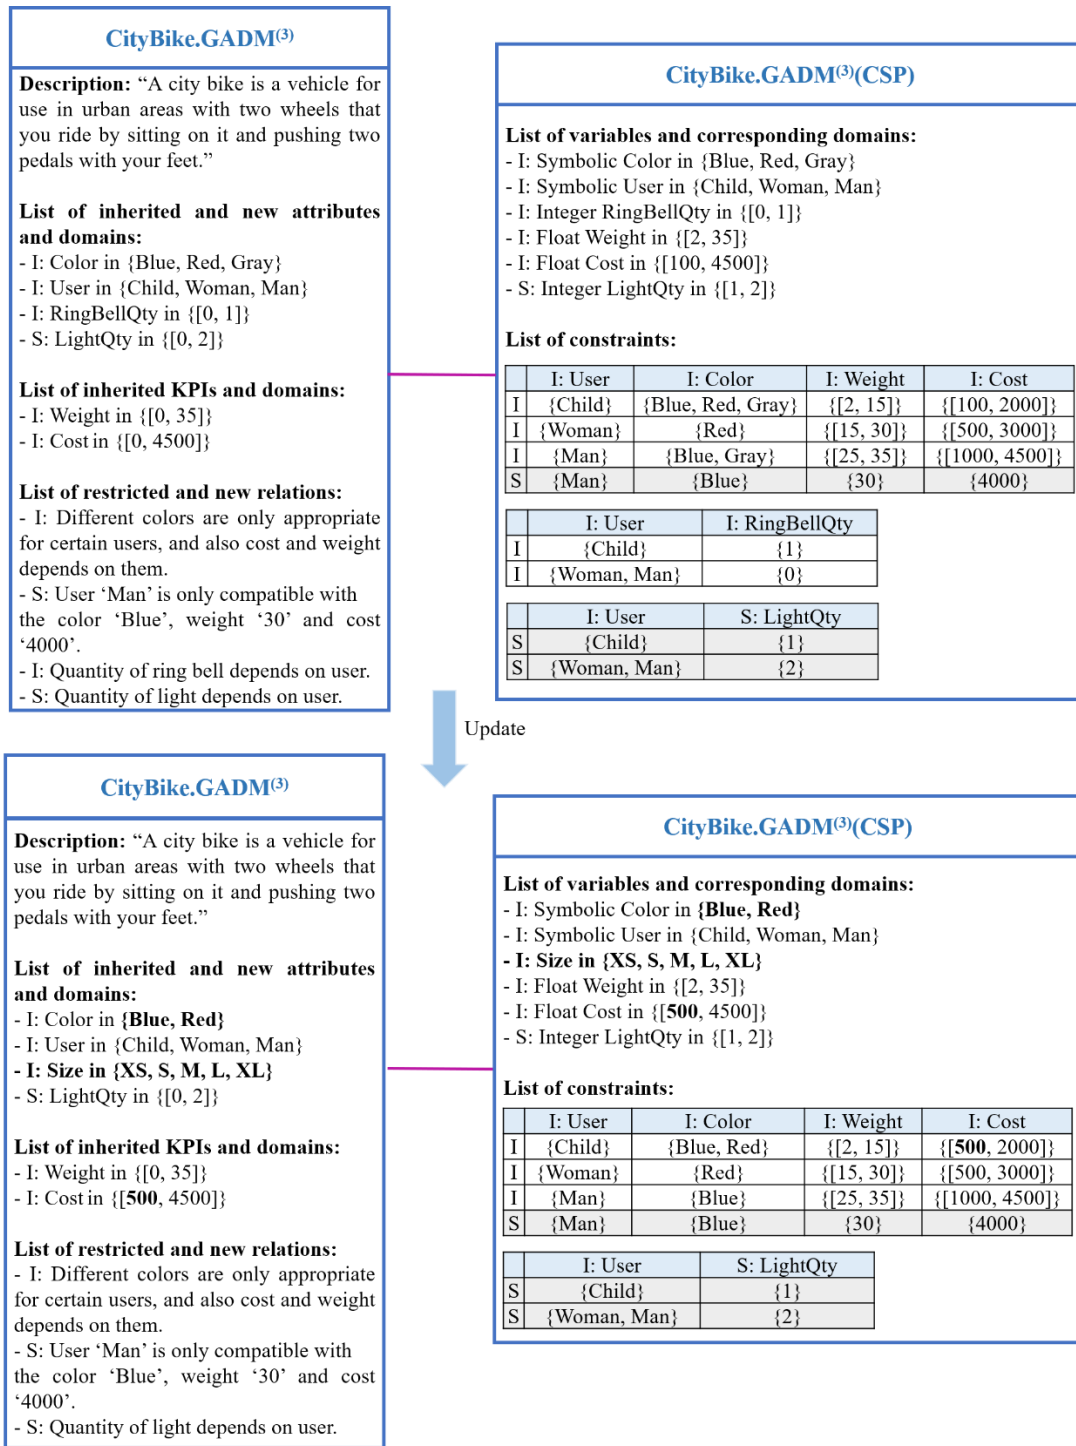 CityBike.GADM⁽³⁾
Description: “A city bike is a vehicle for
use in urban areas with two wheels that
you ride by sitting on it and pushing two
pedals with your feet.”
List of inherited and new attributes
and domains:
- I: Color in {Blue, Red, Gray}
- I: User in {Child, Woman, Man}
- I: RingBellQty in {[0, 1]}
- S: LightQty in {[0, 2]}
List of inherited KPIs and domains:
- I: Weight in {[0, 35]}
- I: Cost in {[0, 4500]}
List of restricted and new relations:
- I: Different colors are only appropriate
for certain users, and also cost and weight
depends on them.
- S: User ‘Man’ is only compatible with
the color ‘Blue’, weight ‘30’ and cost
‘4000’.
- I: Quantity of ring bell depends on user.
- S: Quantity of light depends on user.
CityBike.GADM⁽³⁾(CSP)
List of variables and corresponding domains:
- I: Symbolic Color in {Blue, Red, Gray}
- I: Symbolic User in {Child, Woman, Man}
- I: Integer RingBellQty in {[0, 1]}
- I: Float Weight in {[2, 35]}
- I: Float Cost in {[100, 4500]}
- S: Integer LightQty in {[1, 2]}
List of constraints:
I: User I: Color I: Weight I: Cost
I {Child} {Blue, Red, Gray} {[2, 15]} {[100, 2000]}
I {Woman} {Red} {[15, 30]} {[500, 3000]}
I {Man} {Blue, Gray} {[25, 35]} {[1000, 4500]}
S {Man} {Blue} {30} {4000}
I: User I: RingBellQty
I {Child} {1}
I {Woman, Man} {0}
I: User S: LightQty
S {Child} {1}
S {Woman, Man} {2}
Update
CityBike.GADM⁽³⁾
Description: “A city bike is a vehicle for
use in urban areas with two wheels that
you ride by sitting on it and pushing two
pedals with your feet.”
List of inherited and new attributes
and domains:
- I: Color in {Blue, Red}
- I: User in {Child, Woman, Man}
- I: Size in {XS, S, M, L, XL}
- S: LightQty in {[0, 2]}
List of inherited KPIs and domains:
- I: Weight in {[0, 35]}
- I: Cost in {[500, 4500]}
List of restricted and new relations:
- I: Different colors are only appropriate
for certain users, and also cost and weight
depends on them.
- S: User ‘Man’ is only compatible with
the color ‘Blue’, weight ‘30’ and cost
‘4000’.
- S: Quantity of light depends on user.
CityBike.GADM⁽³⁾(CSP)
List of variables and corresponding domains:
- I: Symbolic Color in {Blue, Red}
- I: Symbolic User in {Child, Woman, Man}
- I: Size in {XS, S, M, L, XL}
- I: Float Weight in {[2, 35]}
- I: Float Cost in {[500, 4500]}
- S: Integer LightQty in {[1, 2]}
List of constraints:
I: User I: Color I: Weight I: Cost
I {Child} {Blue, Red} {[2, 15]} {[500, 2000]}
I {Woman} {Red} {[15, 30]} {[500, 3000]}
I {Man} {Blue} {[25, 35]} {[1000, 4500]}
S {Man} {Blue} {30} {4000}
I: User S: LightQty
S {Child} {1}
S {Woman, Man} {2}